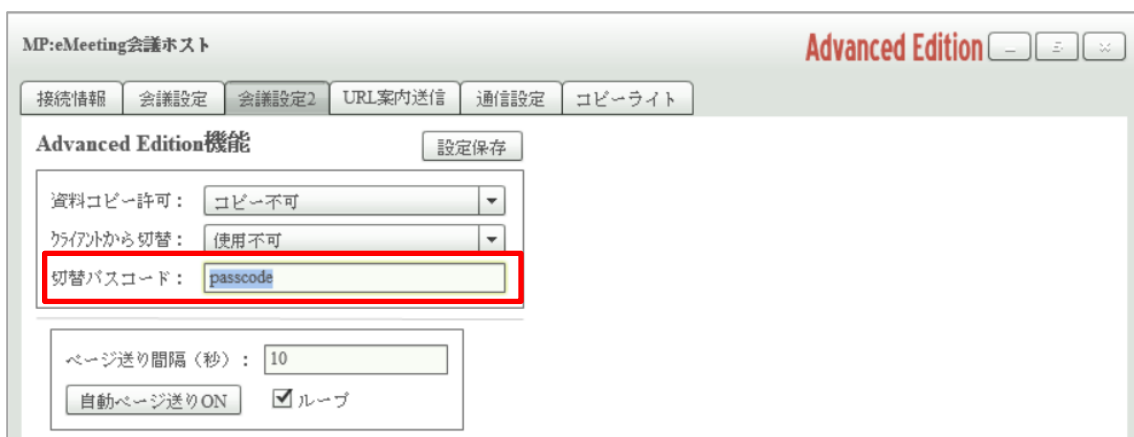 MP:eMeeting会議ホスト Advanced Edition
接続情報 会議設定 会議設定2 URL案内送信 通信設定 コピーライト
Advanced Edition機能 設定保存
資料コピー許可： コピー不可
ｸﾗｲｱﾝﾄから切替： 使用不可
切替パスコード： passcode
ページ送り間隔（秒）： 10
自動ページ送りON ループ